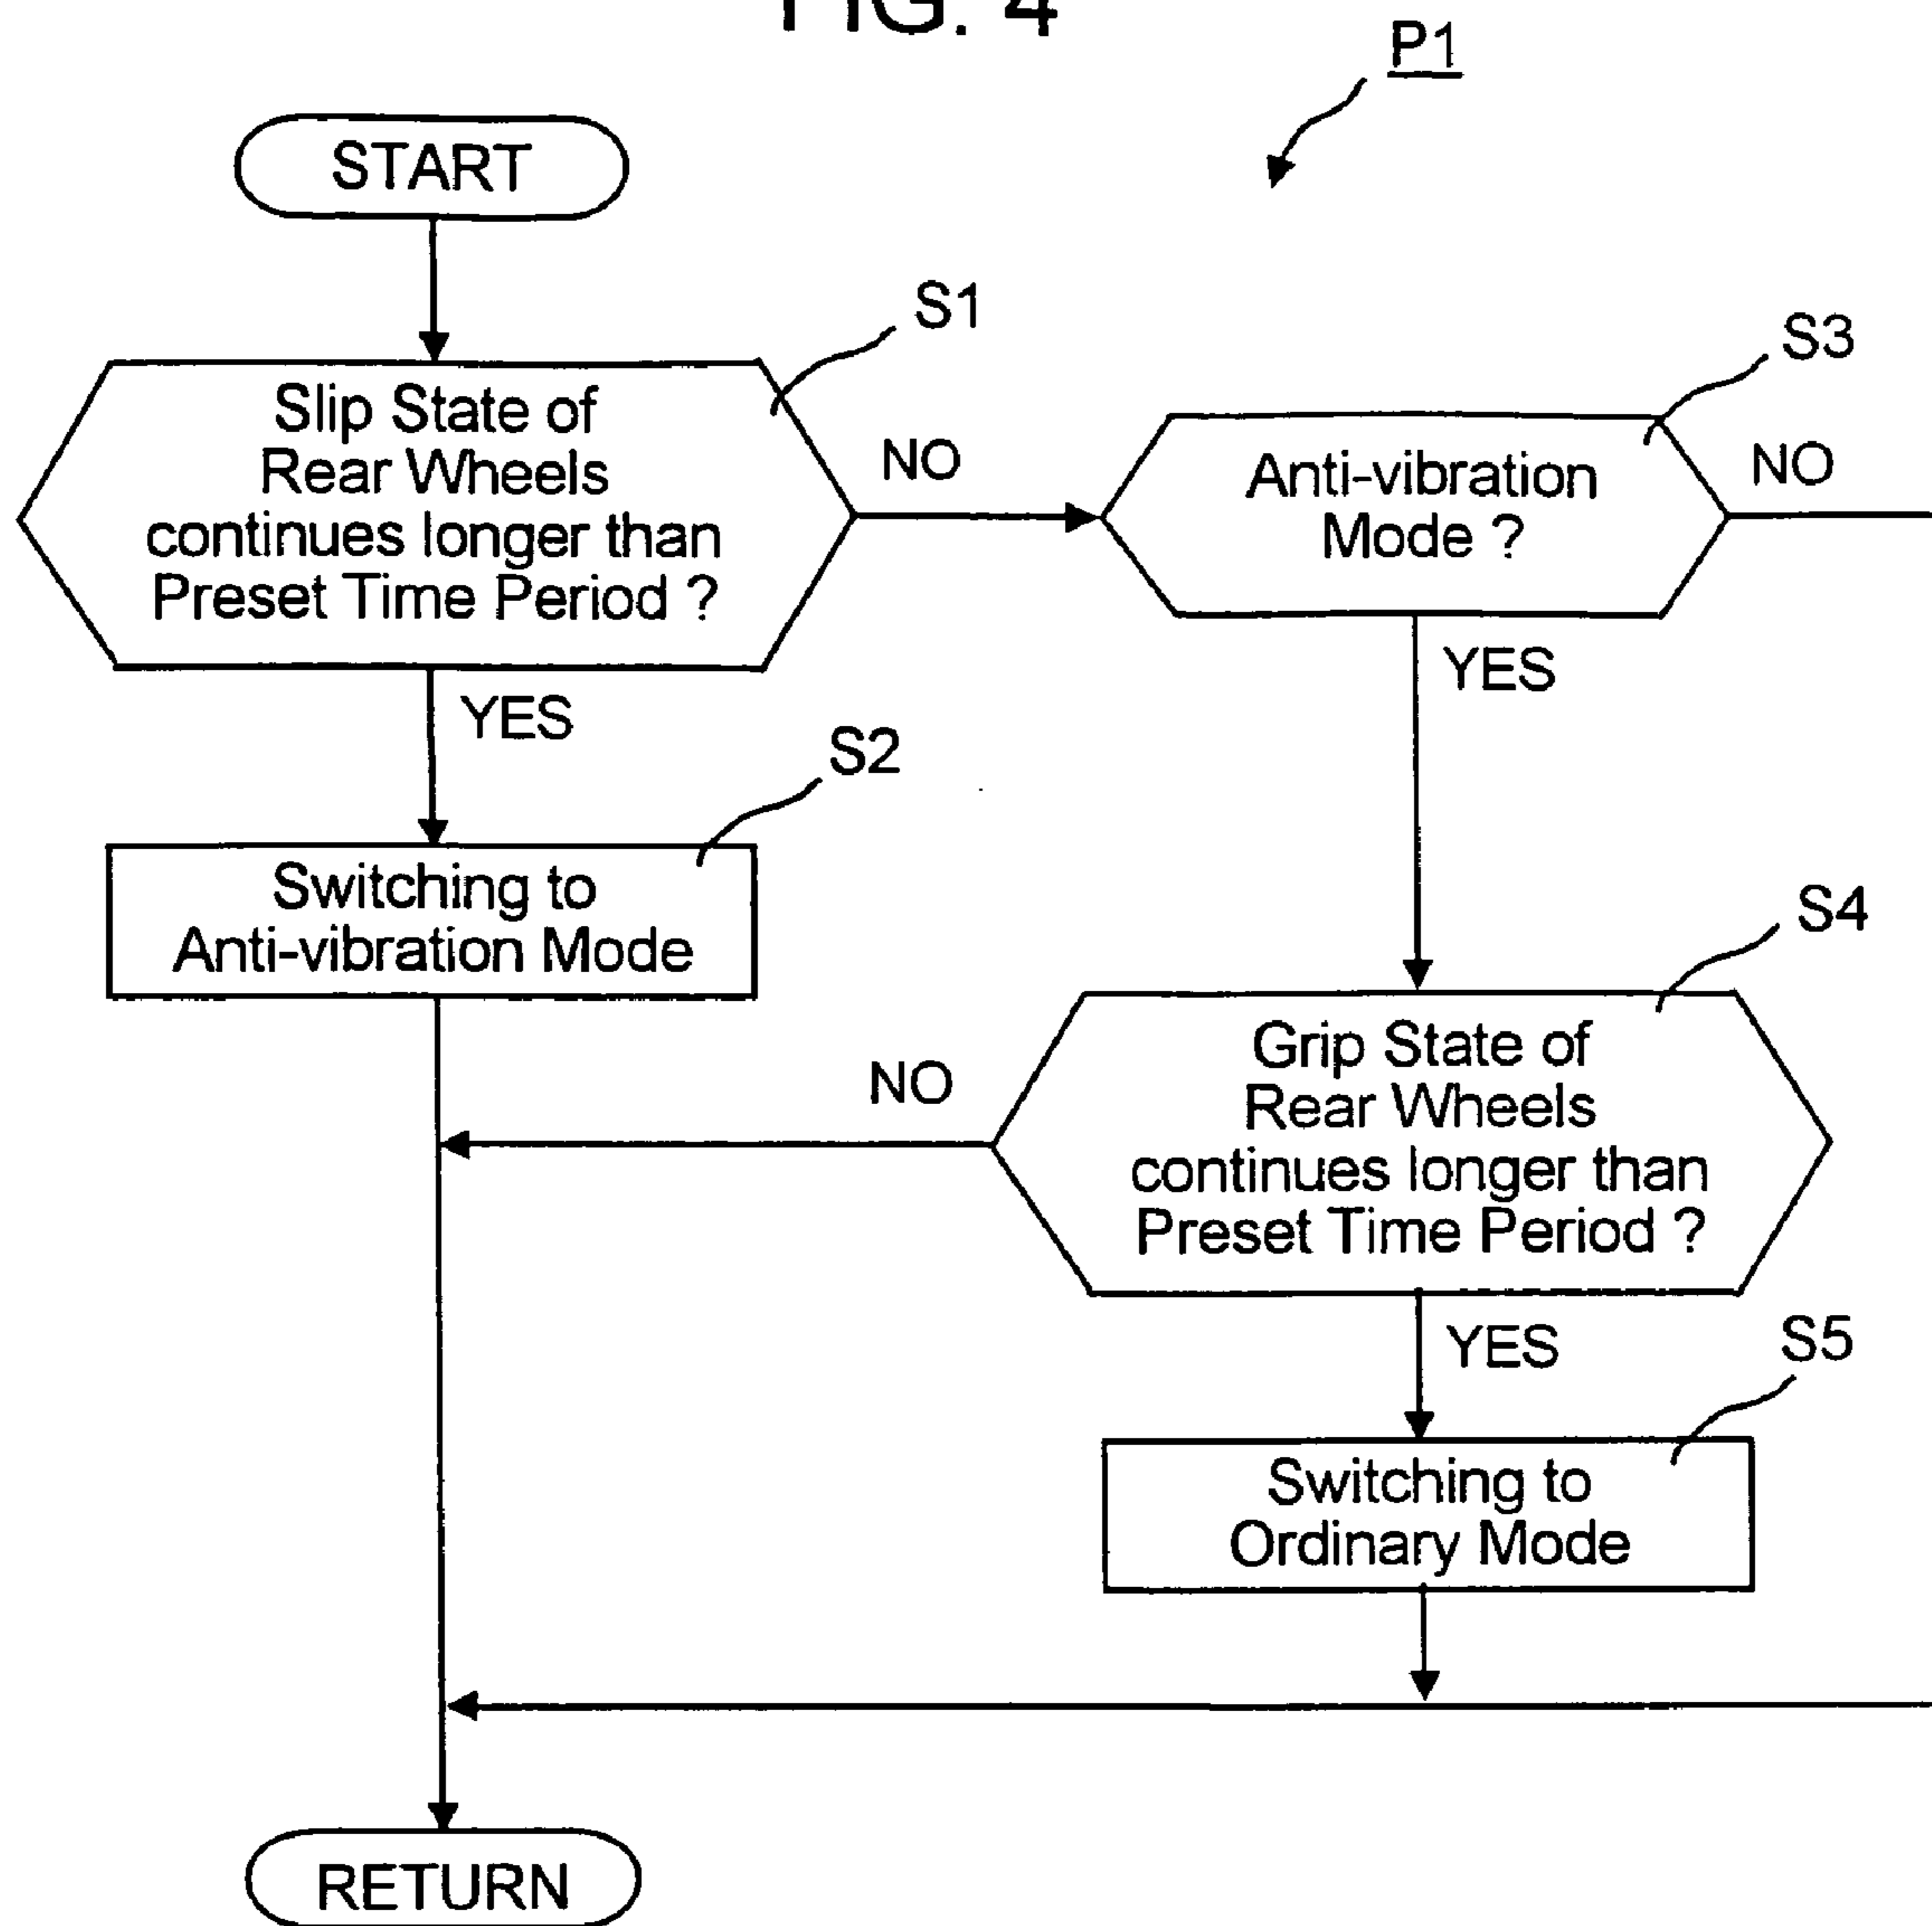 FIG. 4
P1
START
S1
Slip State of
Rear Wheels
continues longer than
Preset Time Period ?
NO
S3
Anti-vibration
Mode ?
NO
YES
YES
S2
Switching to
Anti-vibration Mode
S4
Grip State of
Rear Wheels
continues longer than
Preset Time Period ?
NO
YES
S5
Switching to
Ordinary Mode
RETURN